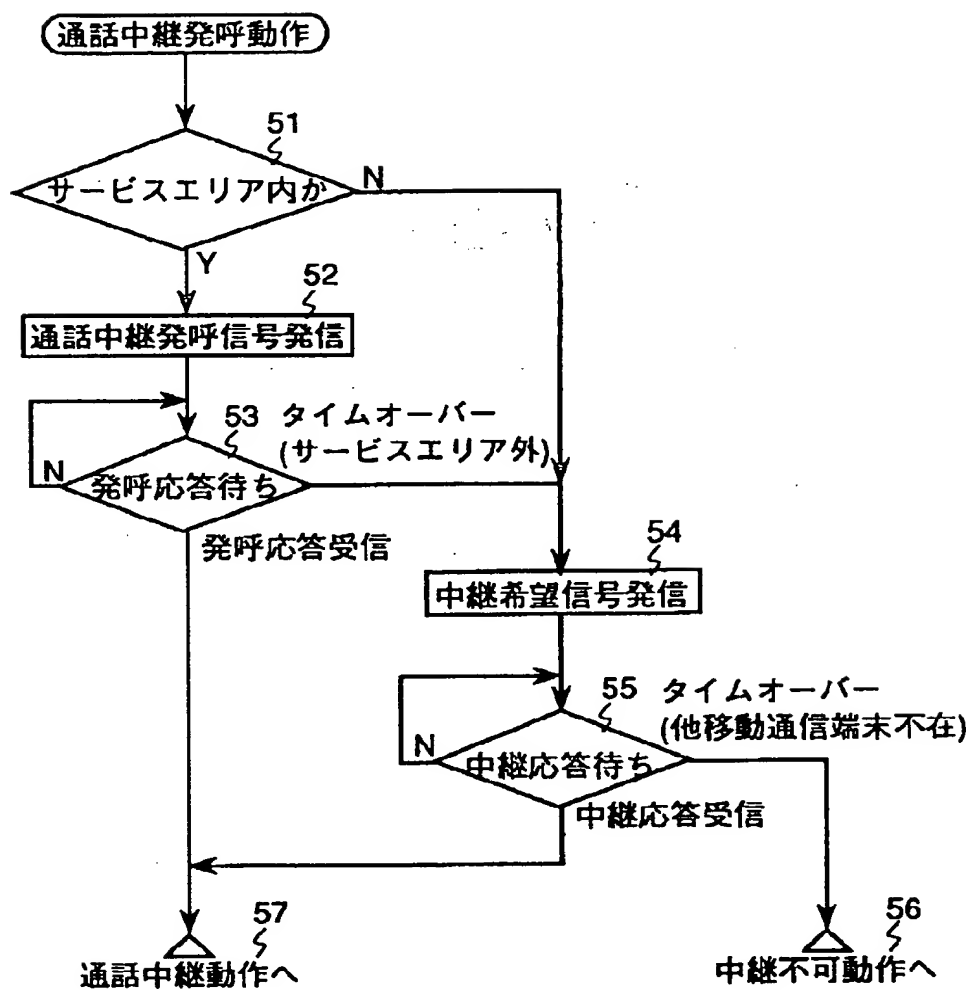 通話中継発呼動作
51
サービスエリア内か
N
Y
52
通話中継発呼信号発信
53
タイムオーバー
(サービスエリア外)
N
発呼応答待ち
発呼応答受信
54
中継希望信号発信
55
タイムオーバー
(他移動通信端末不在)
N
中継応答待ち
中継応答受信
57
通話中継動作へ
56
中継不可動作へ